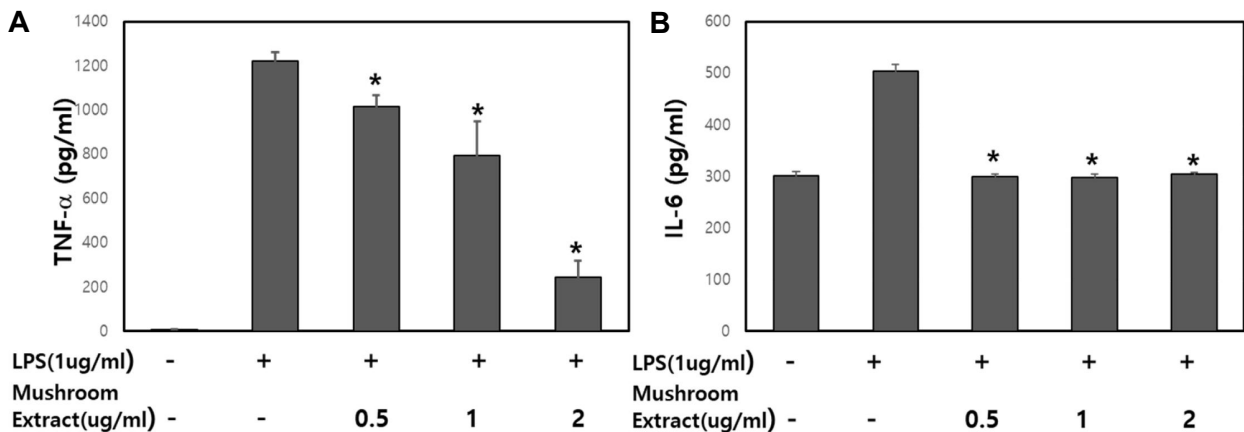 A
TNF-α (pg/ml)
1400
1200
1000
800
600
400
200
0
*
*
*
LPS(1ug/ml) - + + + +
Mushroom
Extract(ug/ml) - - 0.5 1 2
B
IL-6 (pg/ml)
600
500
400
300
200
100
0
*
*
*
LPS(1ug/ml) - + + + +
Mushroom
Extract(ug/ml) - - 0.5 1 2